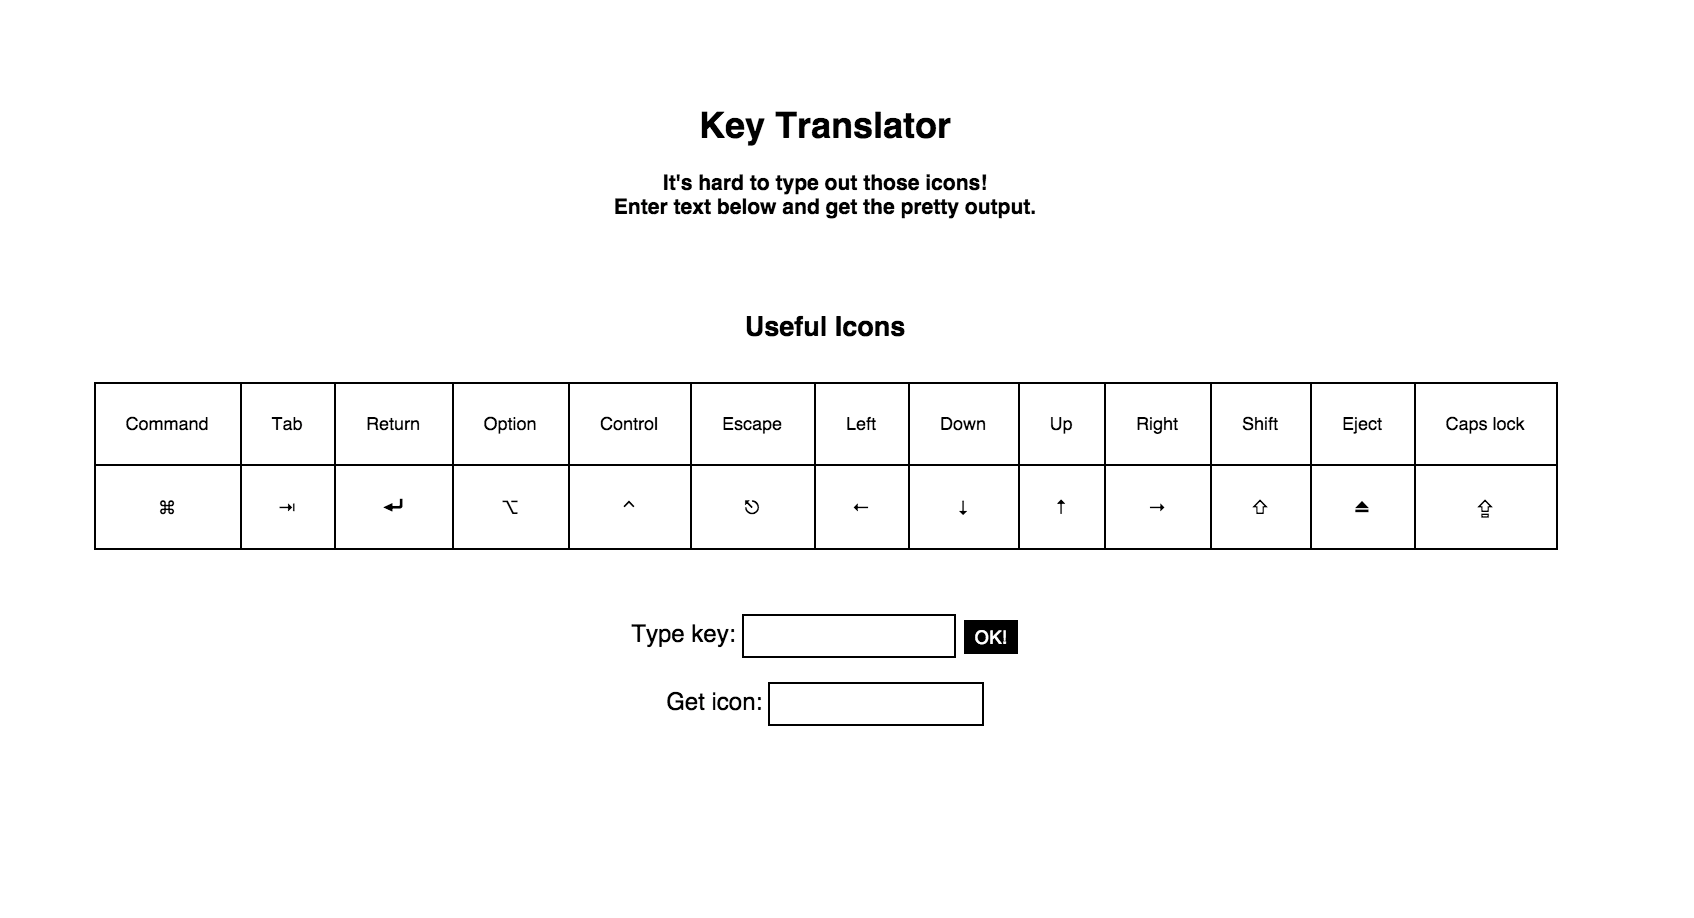 Key Translator
It's hard to type out those icons!
Enter text below and get the pretty output.
Useful Icons
Command Tab Return Option Control Escape Left Down Up Right Shift Eject Caps lock
⌘ ⇥ ↵ ⌥ ⌃ ⎋ ← ↓ ↑ → ⇧ ⏏ ⇪
Type key: OK!
Get icon: